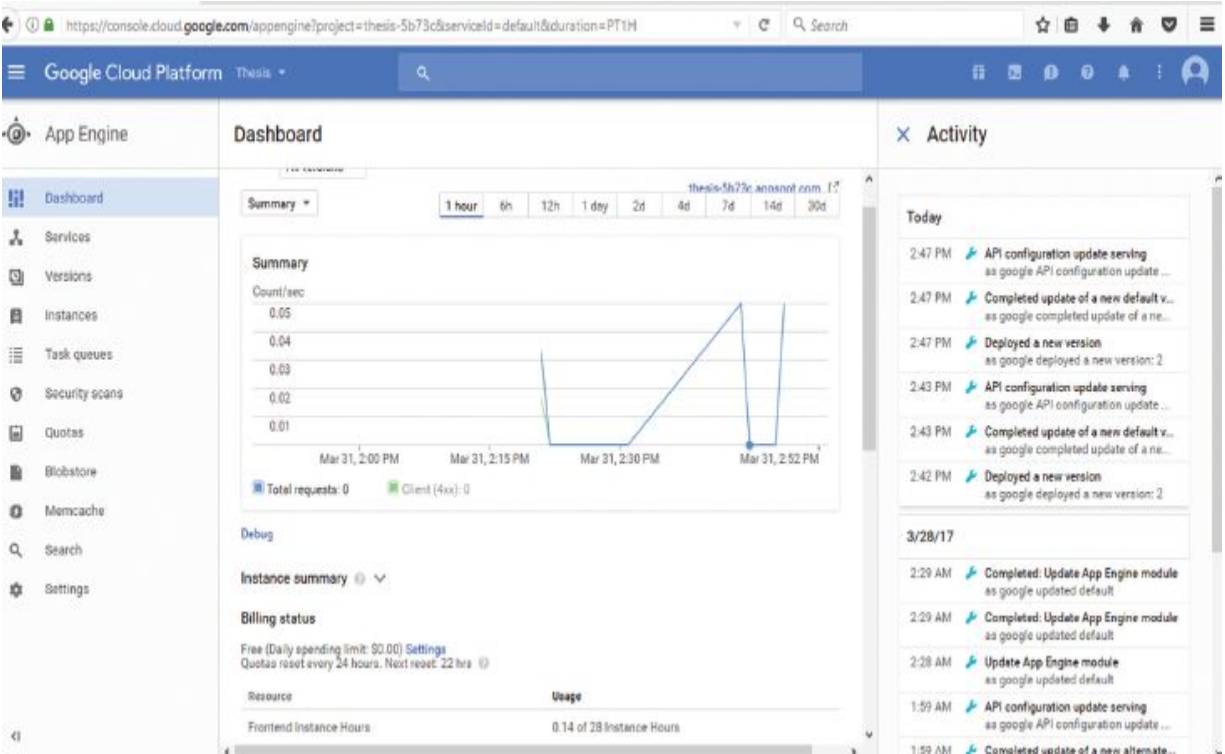 https://console.cloud.google.com/appengine?project=thesis-5b73c&serviceId=default&duration=PT1H
Search
Google Cloud Platform Thesis
App Engine
Dashboard
Services
Versions
Instances
Task queues
Security scans
Quotas
Blobstore
Memcache
Search
Settings
Dashboard
thesis-5b73c.appspot.com
Summary
1 hour 6h 12h 1 day 2d 4d 7d 14d 30d
Summary
Count/sec
0.05
0.04
0.03
0.02
0.01
Mar 31, 2:00 PM Mar 31, 2:15 PM Mar 31, 2:30 PM Mar 31, 2:52 PM
Total requests: 0 Client (4xx): 0
Debug
Instance summary
Billing status
Free (Daily spending limit: $0.00) Settings
Quotas reset every 24 hours. Next reset: 22 hrs
Resource Usage
Frontend Instance Hours 0.14 of 28 Instance Hours
Activity
Today
2:47 PM API configuration update serving
as google API configuration update ...
2:47 PM Completed update of a new default v...
as google completed update of a ne...
2:47 PM Deployed a new version
as google deployed a new version: 2
2:43 PM API configuration update serving
as google API configuration update ...
2:43 PM Completed update of a new default v...
as google completed update of a ne...
2:42 PM Deployed a new version
as google deployed a new version: 2
3/28/17
2:29 AM Completed: Update App Engine module
as google updated default
2:29 AM Completed: Update App Engine module
as google updated default
2:28 AM Update App Engine module
as google updated default
1:59 AM API configuration update serving
as google API configuration update ...
1:59 AM Completed update of a new alternate...